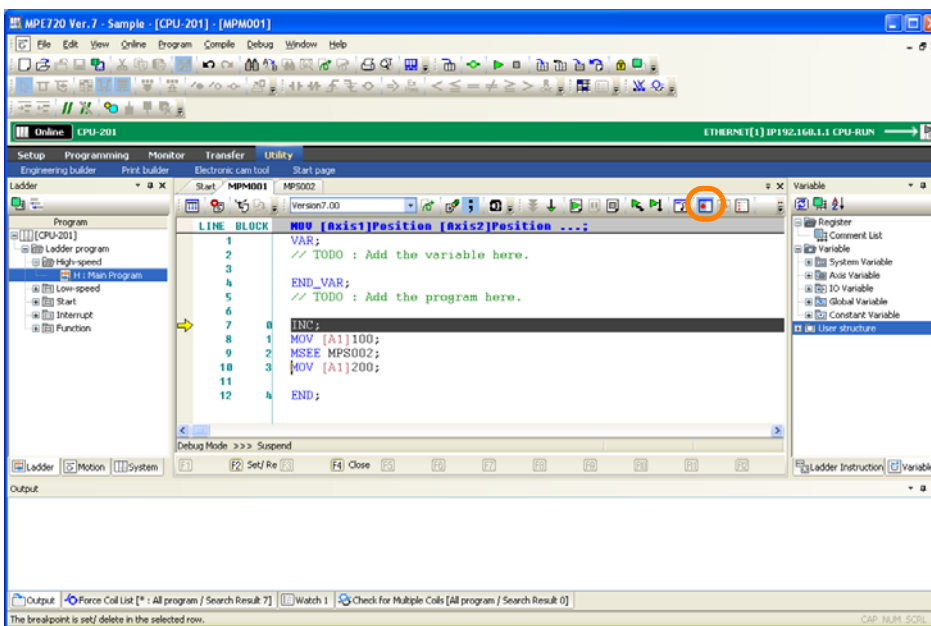 MPE720 Ver.7 - Sample - [CPU-201] - [MPM001]
File Edit View Online Program Compile Debug Window Help
Online CPU-201 ETHERNET[1] IP192.168.1.1 CPU-RUN
Setup Programming Monitor Transfer Utility
Engineering builder Print builder Electronic cam tool Start page
Ladder
Start MPM001 MPS002
Variable
Version7.00
Program
[CPU-201]
Ladder program
High-speed
H : Main Program
Low-speed
Start
Interrupt
Function
LINE BLOCK MOV [Axis1]Position [Axis2]Position ...;
1 VAR;
2 // TODO : Add the variable here.
3
4 END_VAR;
5 // TODO : Add the program here.
6
7 0 INC;
8 1 MOV [A1]100;
9 2 MSEE MPS002;
10 3 MOV [A1]200;
11
12 4 END;
Register
Comment List
Variable
System Variable
Axis Variable
IO Variable
Global Variable
Constant Variable
User structure
Debug Mode >>> Suspend
Ladder Motion System
F1 F2 Set/ Re F3 F4 Close F5 F6 F7 F8 F9
Ladder Instruction Variable
Output
Output Force Coil List [* : All program / Search Result 7] Watch 1 Check for Multiple Coils [All program / Search Result 0]
The breakpoint is set/ delete in the selected row.
CAP NUM SCRL